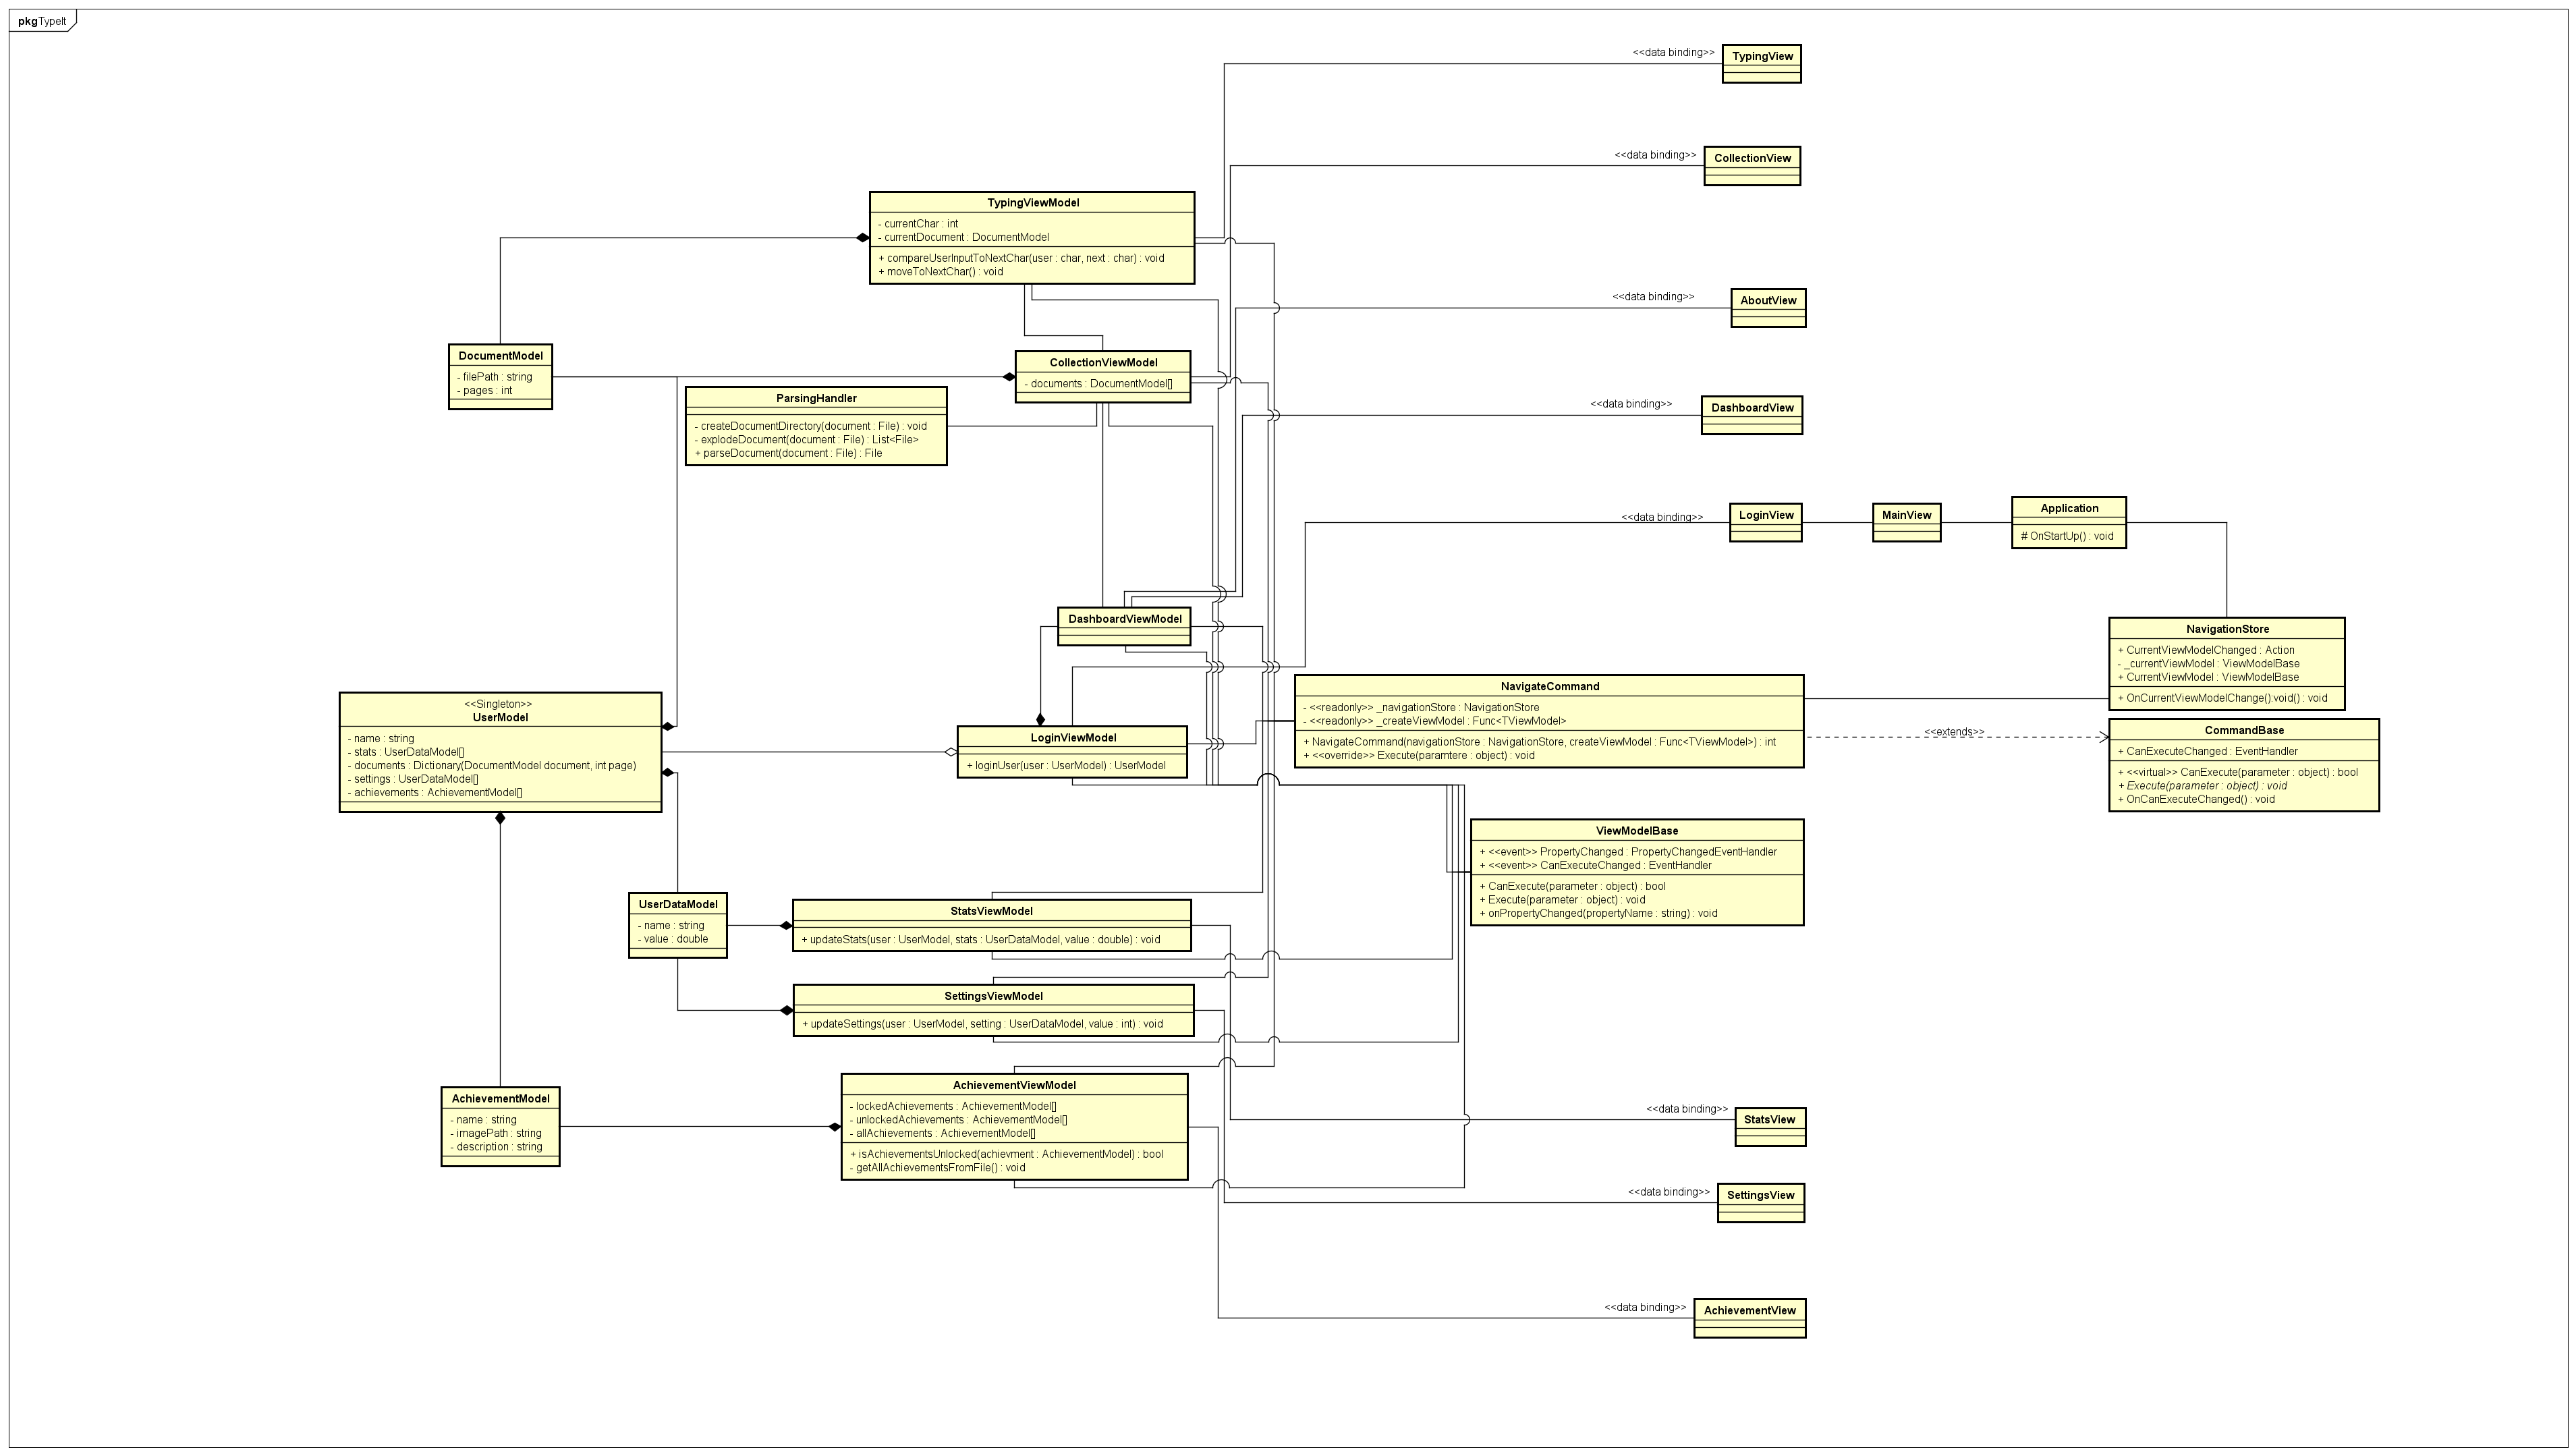 pkg TypeIt
<<data binding>>
TypingView
<<data binding>>
CollectionView
TypingViewModel
- currentChar : int
- currentDocument : DocumentModel
+ compareUserInputToNextChar(user : char, next : char) : void
+ moveToNextChar() : void
<<data binding>>
AboutView
DocumentModel
- filePath : string
- pages : int
CollectionViewModel
- documents : DocumentModel[]
ParsingHandler
- createDocumentDirectory(document : File) : void
- explodeDocument(document : File) : List<File>
+ parseDocument(document : File) : File
<<data binding>>
DashboardView
<<data binding>>
LoginView
MainView
Application
# OnStartUp() : void
DashboardViewModel
NavigationStore
+ CurrentViewModelChanged : Action
- _currentViewModel : ViewModelBase
+ CurrentViewModel : ViewModelBase
+ OnCurrentViewModelChange():void() : void
NavigateCommand
- <<readonly>> _navigationStore : NavigationStore
- <<readonly>> _createViewModel : Func<TViewModel>
+ NavigateCommand(navigationStore : NavigationStore, createViewModel : Func<TViewModel>) : int
+ <<override>> Execute(paramtere : object) : void
<<extends>>
CommandBase
+ CanExecuteChanged : EventHandler
+ <<virtual>> CanExecute(parameter : object) : bool
+ Execute(parameter : object) : void
+ OnCanExecuteChanged() : void
<<Singleton>>
UserModel
- name : string
- stats : UserDataModel[]
- documents : Dictionary(DocumentModel document, int page)
- settings : UserDataModel[]
- achievements : AchievementModel[]
LoginViewModel
+ loginUser(user : UserModel) : UserModel
ViewModelBase
+ <<event>> PropertyChanged : PropertyChangedEventHandler
+ <<event>> CanExecuteChanged : EventHandler
+ CanExecute(parameter : object) : bool
+ Execute(parameter : object) : void
+ onPropertyChanged(propertyName : string) : void
UserDataModel
- name : string
- value : double
StatsViewModel
+ updateStats(user : UserModel, stats : UserDataModel, value : double) : void
SettingsViewModel
+ updateSettings(user : UserModel, setting : UserDataModel, value : int) : void
AchievementModel
- name : string
- imagePath : string
- description : string
AchievementViewModel
- lockedAchievements : AchievementModel[]
- unlockedAchievements : AchievementModel[]
- allAchievements : AchievementModel[]
+ isAchievementsUnlocked(achievment : AchievementModel) : bool
- getAllAchievementsFromFile() : void
<<data binding>>
StatsView
<<data binding>>
SettingsView
<<data binding>>
AchievementView